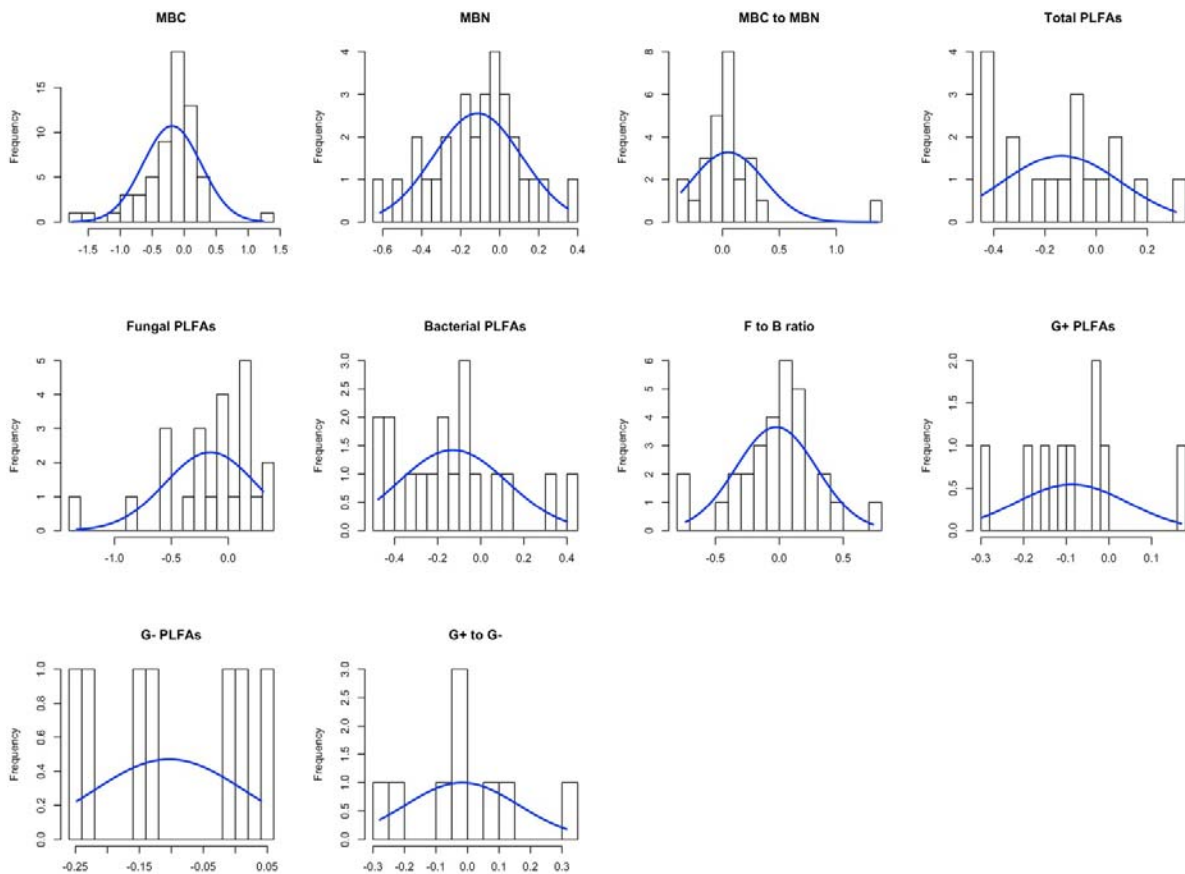 MBC
MBN
MBC to MBN
Total PLFAs
Frequency
0 5 10 15
-1.5 -1.0 -0.5 0.0 0.5 1.0 1.5
Frequency
0 1 2 3 4
-0.6 -0.4 -0.2 0.0 0.2 0.4
Frequency
0 2 4 6 8
0.0 0.5 1.0
Frequency
0 1 2 3 4
-0.4 -0.2 0.0 0.2
Fungal PLFAs
Bacterial PLFAs
F to B ratio
G+ PLFAs
Frequency
0 1 2 3 4 5
-1.0 -0.5 0.0
Frequency
0.0 0.5 1.0 1.5 2.0 2.5 3.0
-0.4 -0.2 0.0 0.2 0.4
Frequency
0 1 2 3 4 5 6
-0.5 0.0 0.5
Frequency
0.0 0.5 1.0 1.5 2.0
-0.3 -0.2 -0.1 0.0 0.1
G- PLFAs
G+ to G-
Frequency
0.0 0.2 0.4 0.6 0.8 1.0
-0.25 -0.15 -0.05 0.05
Frequency
0.0 0.5 1.0 1.5 2.0 2.5 3.0
-0.3 -0.2 -0.1 0.0 0.1 0.2 0.3